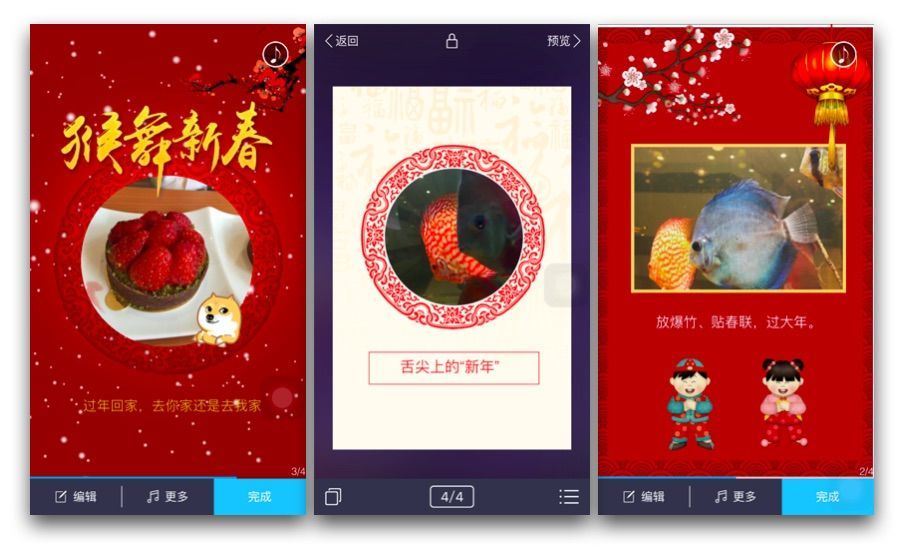 猴舞新春
过年回家，去你家还是去我家
3/4
编辑
更多
完成
返回
预览
福
舌尖上的“新年”
4/4
放爆竹、贴春联，过大年。
2/4
编辑
更多
完成